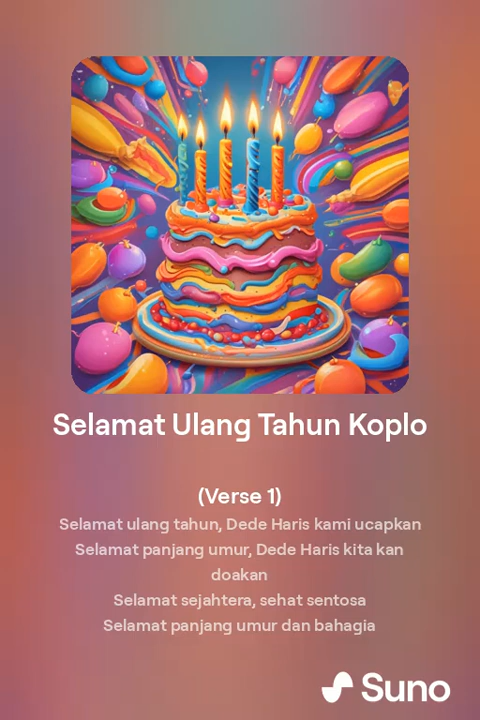 Selamat Ulang Tahun Koplo
(Verse 1)
Selamat ulang tahun, Dede Haris kami ucapkan
Selamat panjang umur, Dede Haris kita kan
doakan
Selamat sejahtera, sehat sentosa
Selamat panjang umur dan bahagia
Suno